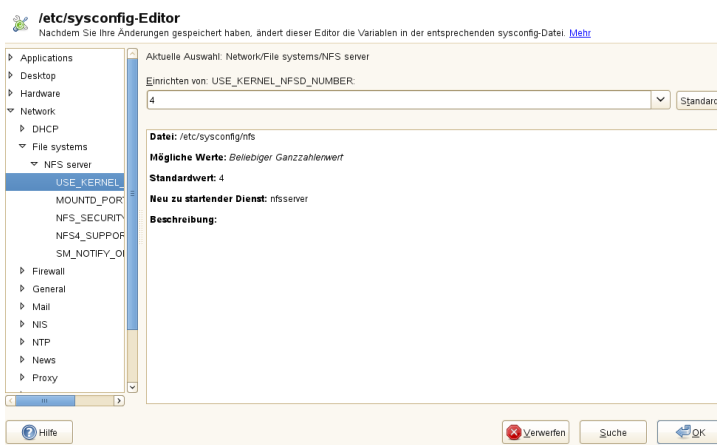 /etc/sysconfig-Editor
Nachdem Sie Ihre Änderungen gespeichert haben, ändert dieser Editor die Variablen in der entsprechenden sysconfig-Datei. Mehr
Applications
Desktop
Hardware
Network
DHCP
File systems
NFS server
USE_KERNEL_
MOUNTD_POR
NFS_SECURITY
NFS4_SUPPOR
SM_NOTIFY_O
Firewall
General
Mail
NIS
NTP
News
Proxy
Aktuelle Auswahl: Network/File systems/NFS server
Einrichten von: USE_KERNEL_NFSD_NUMBER:
4
Standard
Datei: /etc/sysconfig/nfs
Mögliche Werte: Beliebiger Ganzzahlenwert
Standardwert: 4
Neu zu startender Dienst: nfsserver
Beschreibung:
Hilfe
Verwerfen
Suche
OK